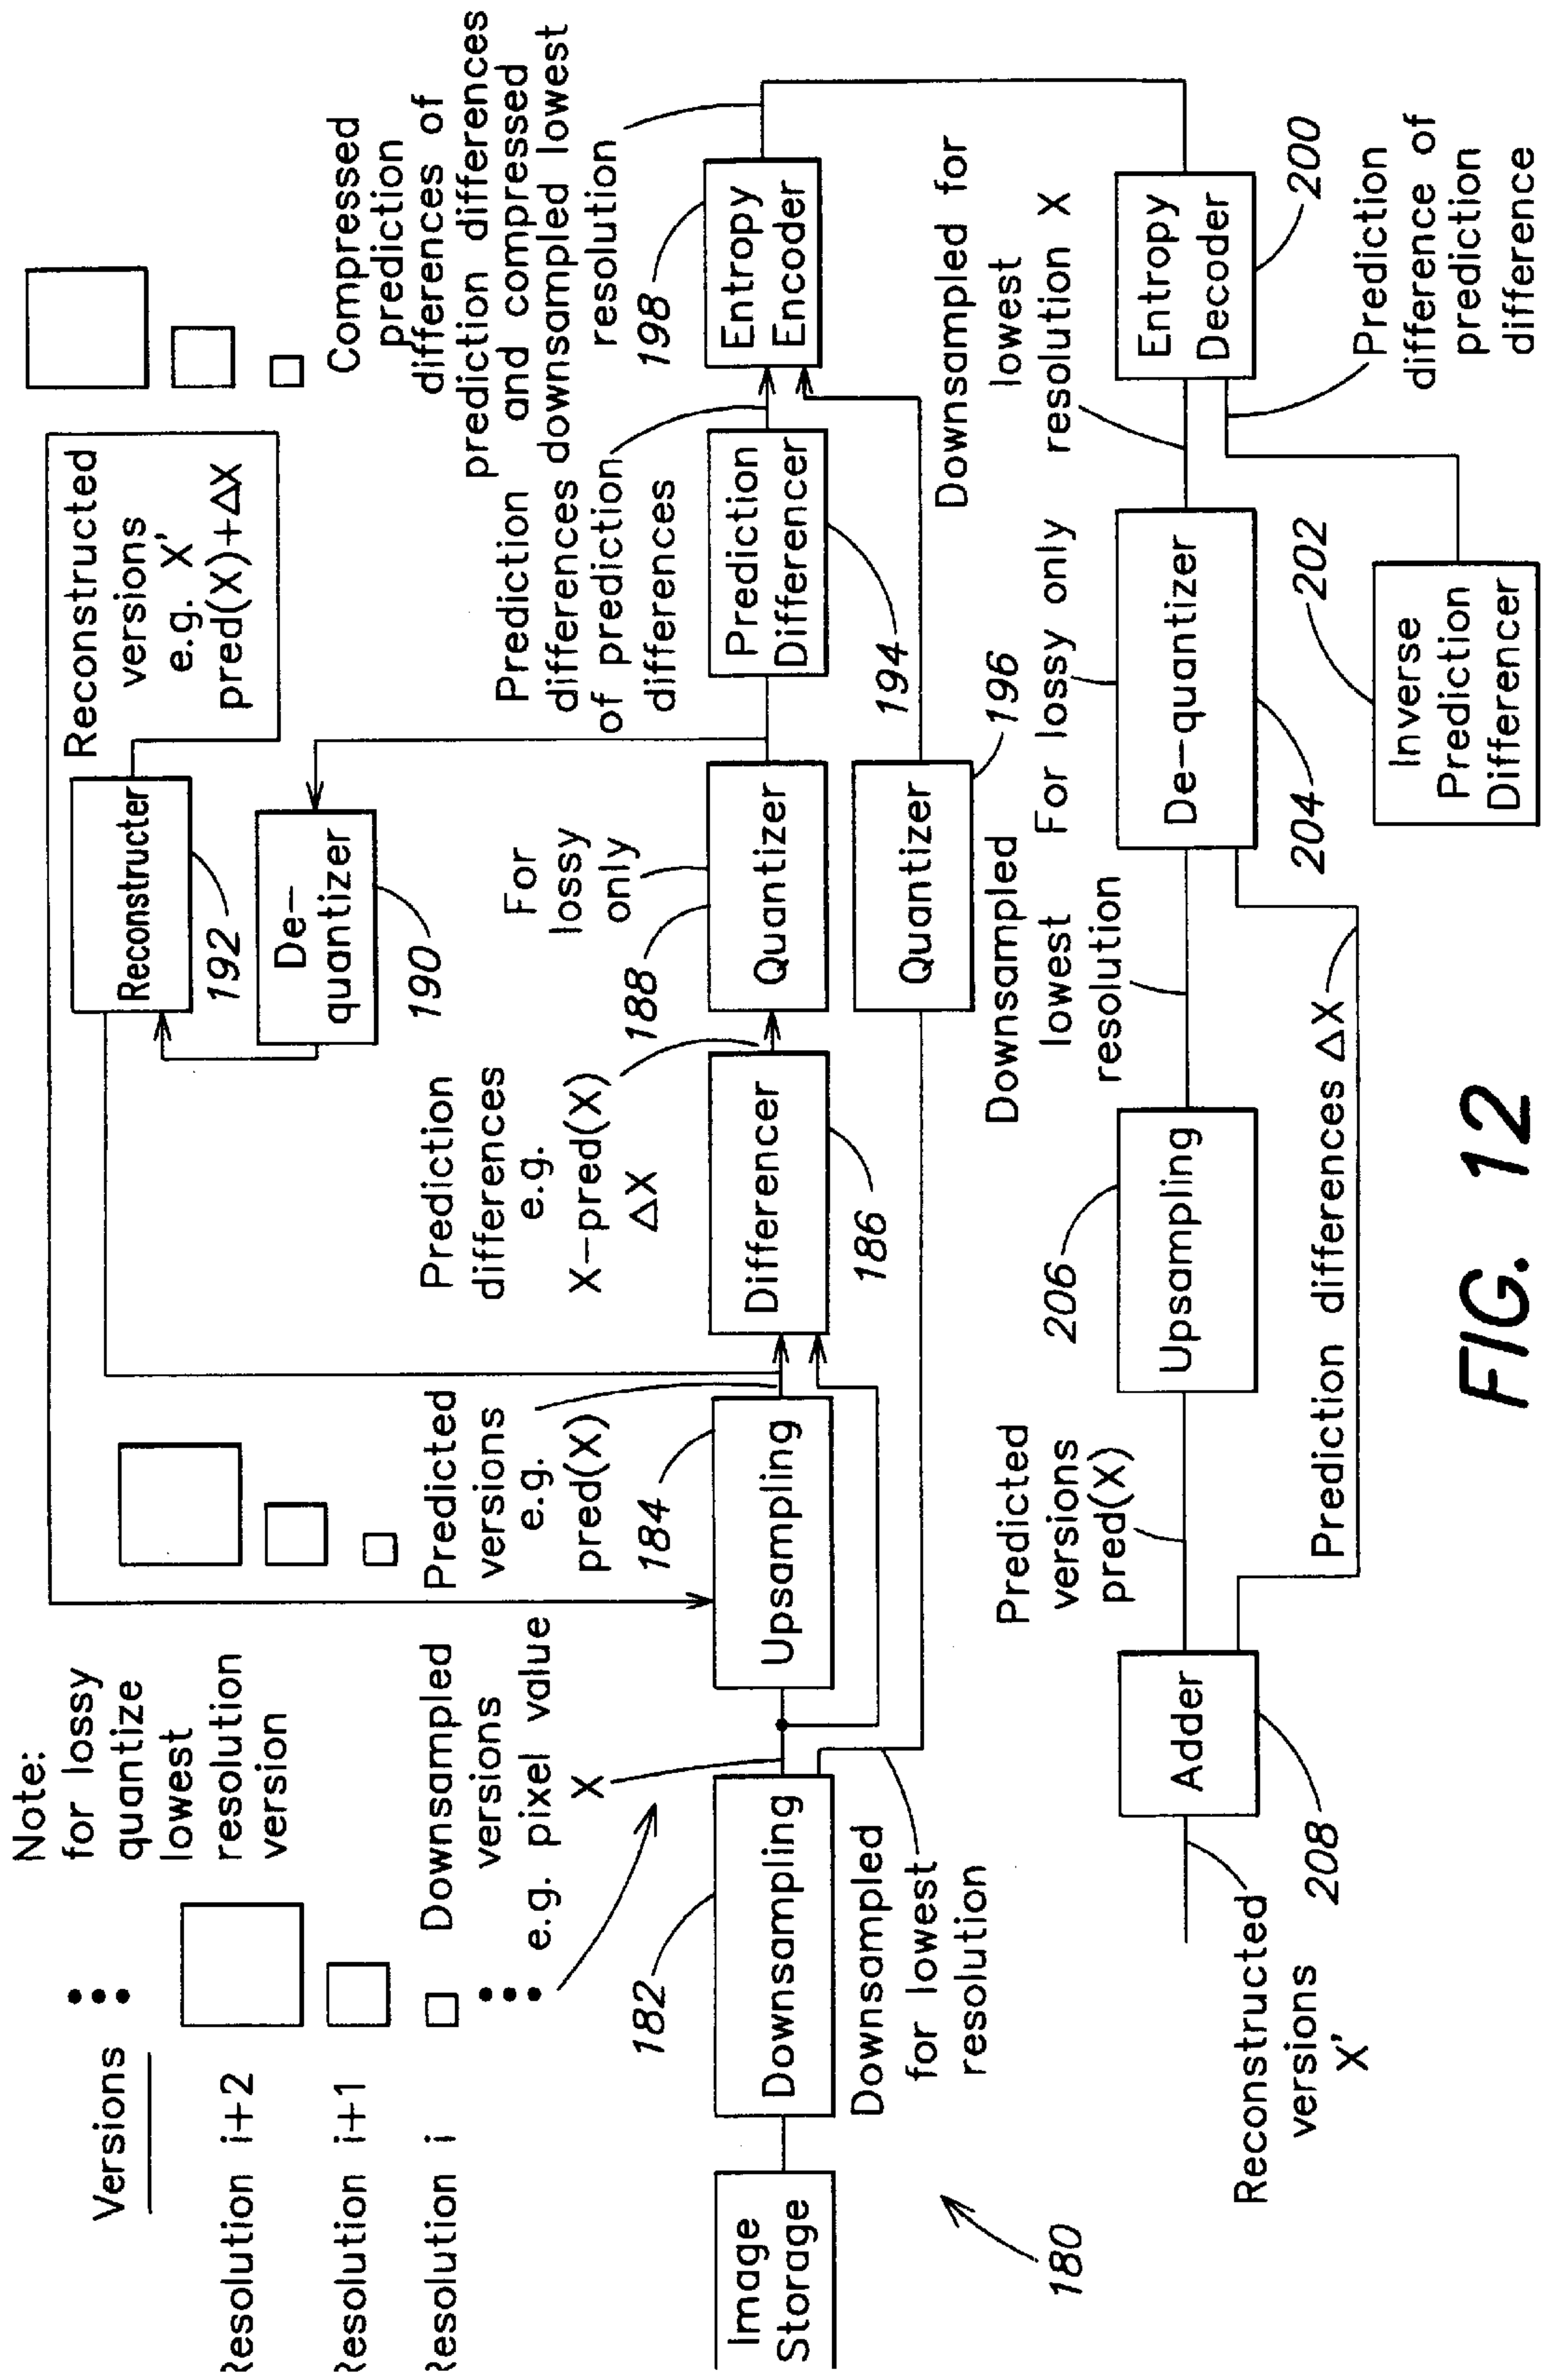 Versions
Resolution i+2
Resolution i+1
Resolution i
Note:
for lossy
quantize
lowest
resolution
version
Downsampled
versions
e.g. pixel value
X
Predicted
versions
e.g.
pred(X)
Prediction
differences
e.g.
X-pred(X)
ΔX
Reconstructer
192
De-
quantizer
190
Reconstructed
versions
e.g. X'
pred(X)+ΔX
For
lossy
only
Prediction
differences
of prediction
differences
Compressed
prediction
differences of
prediction differences
and compressed
downsampled lowest
resolution
Image
Storage
182
Downsampling
184
Upsampling
Differencer
186
188
Quantizer
Prediction
Differencer
194
198
Entropy
Encoder
Downsampled
for lowest
resolution
Quantizer
196
180
Reconstructed
versions
X'
Adder
208
Predicted
versions
pred(X)
206
Upsampling
Downsampled
lowest
resolution
For lossy only
De-quantizer
204
Downsampled for
lowest
resolution X
Entropy
Decoder
200
Prediction differences ΔX
202
Inverse
Prediction
Differencer
Prediction
difference of
prediction
difference
FIG. 12